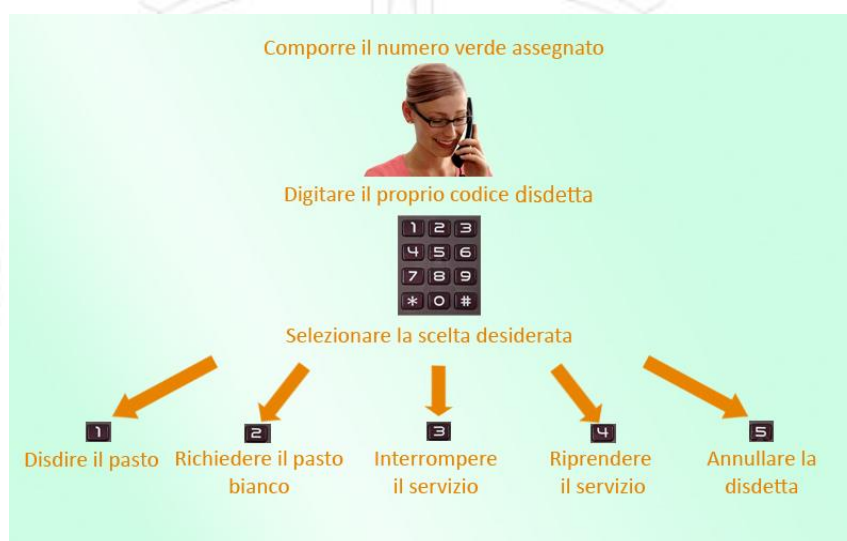 Comporre il numero verde assegnato
Digitare il proprio codice disdetta
1 2 3
4 5 6
7 8 9
* 0 #
Selezionare la scelta desiderata
1 2 3 4 5
Disdire il pasto Richiedere il pasto Interrompere Riprendere Annullare la
bianco il servizio il servizio disdetta